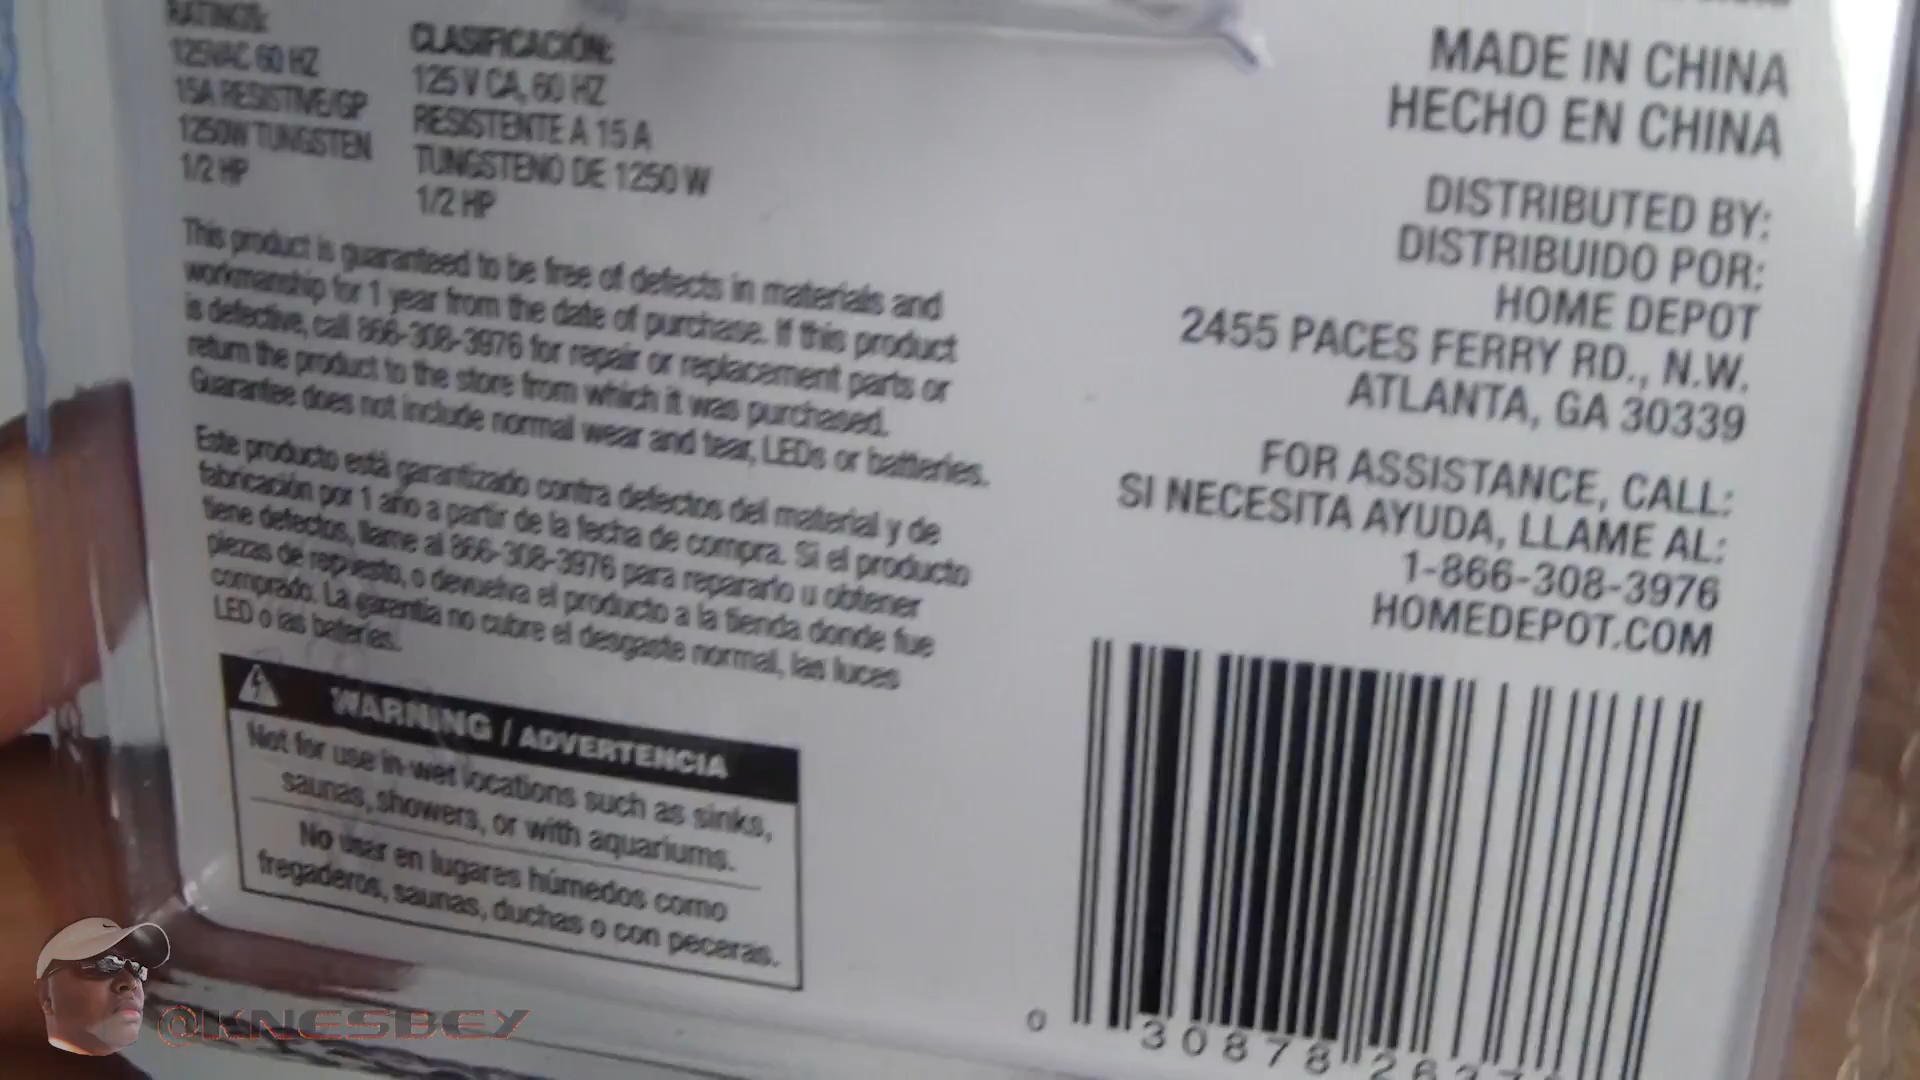 RATINGS:
125VAC 60 HZ
15A RESISTIVE/GP
1250W TUNGSTEN
1/2 HP
CLASIFICACIÓN:
125 V CA, 60 HZ
RESISTENTE A 15 A
TUNGSTENO DE 1250 W
1/2 HP
This product is guaranteed to be free of defects in materials and
workmanship for 1 year from the date of purchase. If this product
is defective, call 866-308-3976 for repair or replacement parts or
return the product to the store from which it was purchased.
Guarantee does not include normal wear and tear, LEDs or batteries.
Este producto está garantizado contra defectos del material y de
fabricación por 1 año a partir de la fecha de compra. Si el producto
tiene defectos, llame al 866-308-3976 para repararlo u obtener
piezas de repuesto, o devuelva el producto a la tienda donde fue
comprado. La garantía no cubre el desgaste normal, las luces
LED o las baterías.
WARNING / ADVERTENCIA
Not for use in wet locations such as sinks,
saunas, showers, or with aquariums.
No usar en lugares húmedos como
fregaderos, saunas, duchas o con peceras.
MADE IN CHINA
HECHO EN CHINA
DISTRIBUTED BY:
DISTRIBUIDO POR:
HOME DEPOT
2455 PACES FERRY RD., N.W.
ATLANTA, GA 30339
FOR ASSISTANCE, CALL:
SI NECESITA AYUDA, LLAME AL:
1-866-308-3976
HOMEDEPOT.COM
0 30878
@KNESBEY